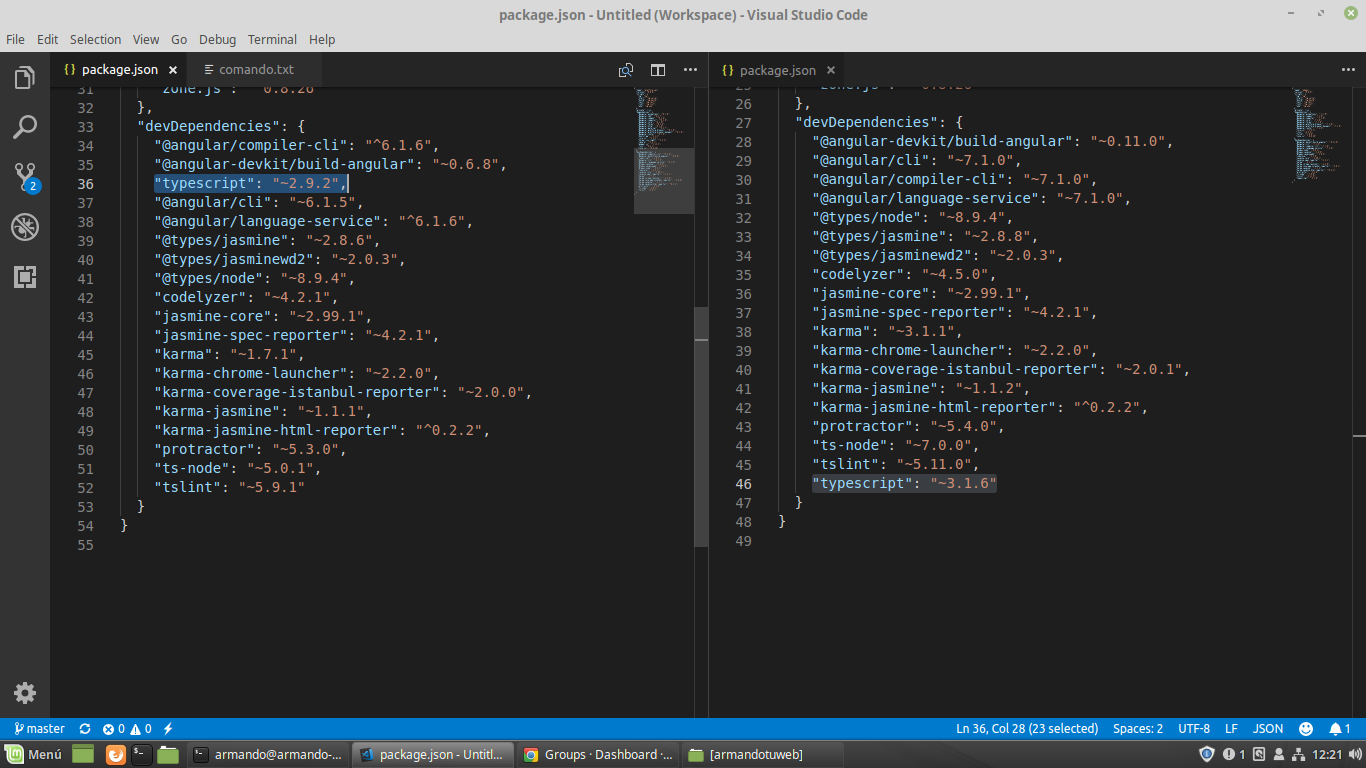 package.json - Untitled (Workspace) - Visual Studio Code
File Edit Selection View Go Debug Terminal Help
{} package.json × comando.txt
31 "zone.js": "~0.8.26"
32 },
33 "devDependencies": {
34 "@angular/compiler-cli": "^6.1.6",
35 "@angular-devkit/build-angular": "~0.6.8",
36 "typescript": "~2.9.2",
37 "@angular/cli": "~6.1.5",
38 "@angular/language-service": "^6.1.6",
39 "@types/jasmine": "~2.8.6",
40 "@types/jasminewd2": "~2.0.3",
41 "@types/node": "~8.9.4",
42 "codelyzer": "~4.2.1",
43 "jasmine-core": "~2.99.1",
44 "jasmine-spec-reporter": "~4.2.1",
45 "karma": "~1.7.1",
46 "karma-chrome-launcher": "~2.2.0",
47 "karma-coverage-istanbul-reporter": "~2.0.0",
48 "karma-jasmine": "~1.1.1",
49 "karma-jasmine-html-reporter": "^0.2.2",
50 "protractor": "~5.3.0",
51 "ts-node": "~5.0.1",
52 "tslint": "~5.9.1"
53 }
54 }
55
{} package.json ×
26 },
27 "devDependencies": {
28 "@angular-devkit/build-angular": "~0.11.0",
29 "@angular/cli": "~7.1.0",
30 "@angular/compiler-cli": "~7.1.0",
31 "@angular/language-service": "~7.1.0",
32 "@types/node": "~8.9.4",
33 "@types/jasmine": "~2.8.8",
34 "@types/jasminewd2": "~2.0.3",
35 "codelyzer": "~4.5.0",
36 "jasmine-core": "~2.99.1",
37 "jasmine-spec-reporter": "~4.2.1",
38 "karma": "~3.1.1",
39 "karma-chrome-launcher": "~2.2.0",
40 "karma-coverage-istanbul-reporter": "~2.0.1",
41 "karma-jasmine": "~1.1.2",
42 "karma-jasmine-html-reporter": "^0.2.2",
43 "protractor": "~5.4.0",
44 "ts-node": "~7.0.0",
45 "tslint": "~5.11.0",
46 "typescript": "~3.1.6"
47 }
48 }
49
2
master 0 0 Ln 36, Col 28 (23 selected) Spaces: 2 UTF-8 LF JSON 1
Menú armando@armando-... package.json - Untitl... Groups · Dashboard ·... [armandotuweb] 1 12:21